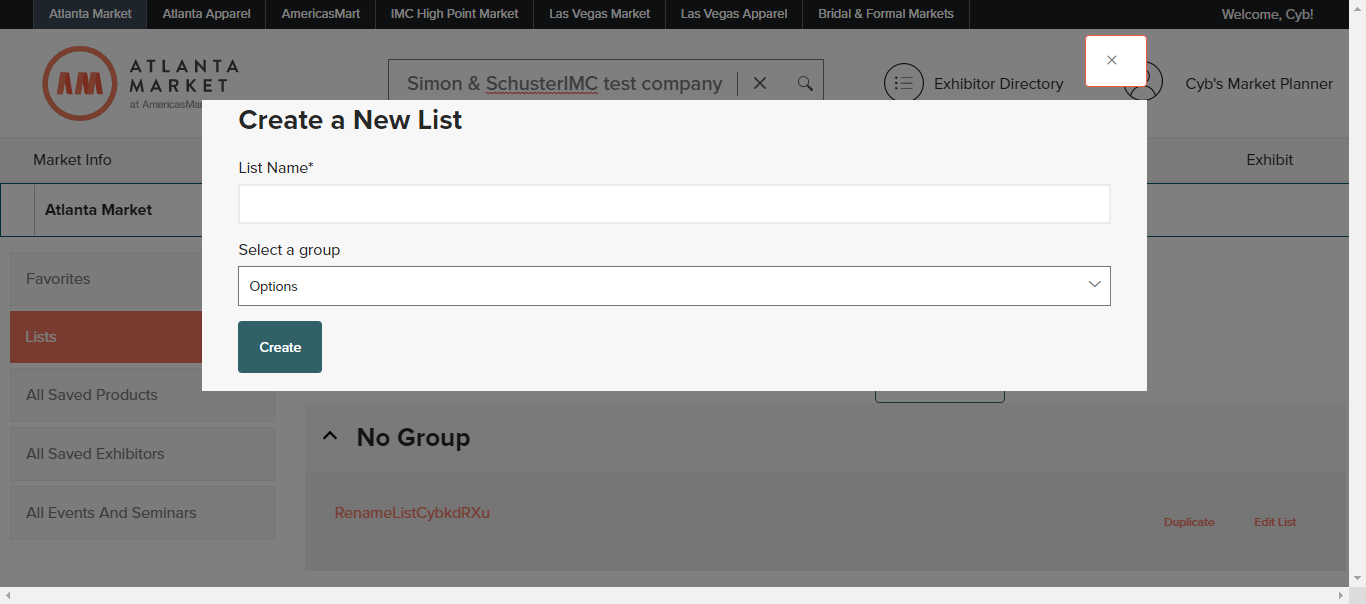 Atlanta Market Atlanta Apparel AmericasMart IMC High Point Market Las Vegas Market Las Vegas Apparel Bridal & Formal Markets Welcome, Cyb!
ATLANTA
MARKET
at AmericasMar
Simon & SchusterIMC test company
Exhibitor Directory
Cyb's Market Planner
Create a New List
Market Info
Exhibit
List Name*
Atlanta Market
Select a group
Options
Create
Favorites
Lists
All Saved Products
All Saved Exhibitors
All Events And Seminars
No Group
RenameListCybkdRXu
Duplicate
Edit List